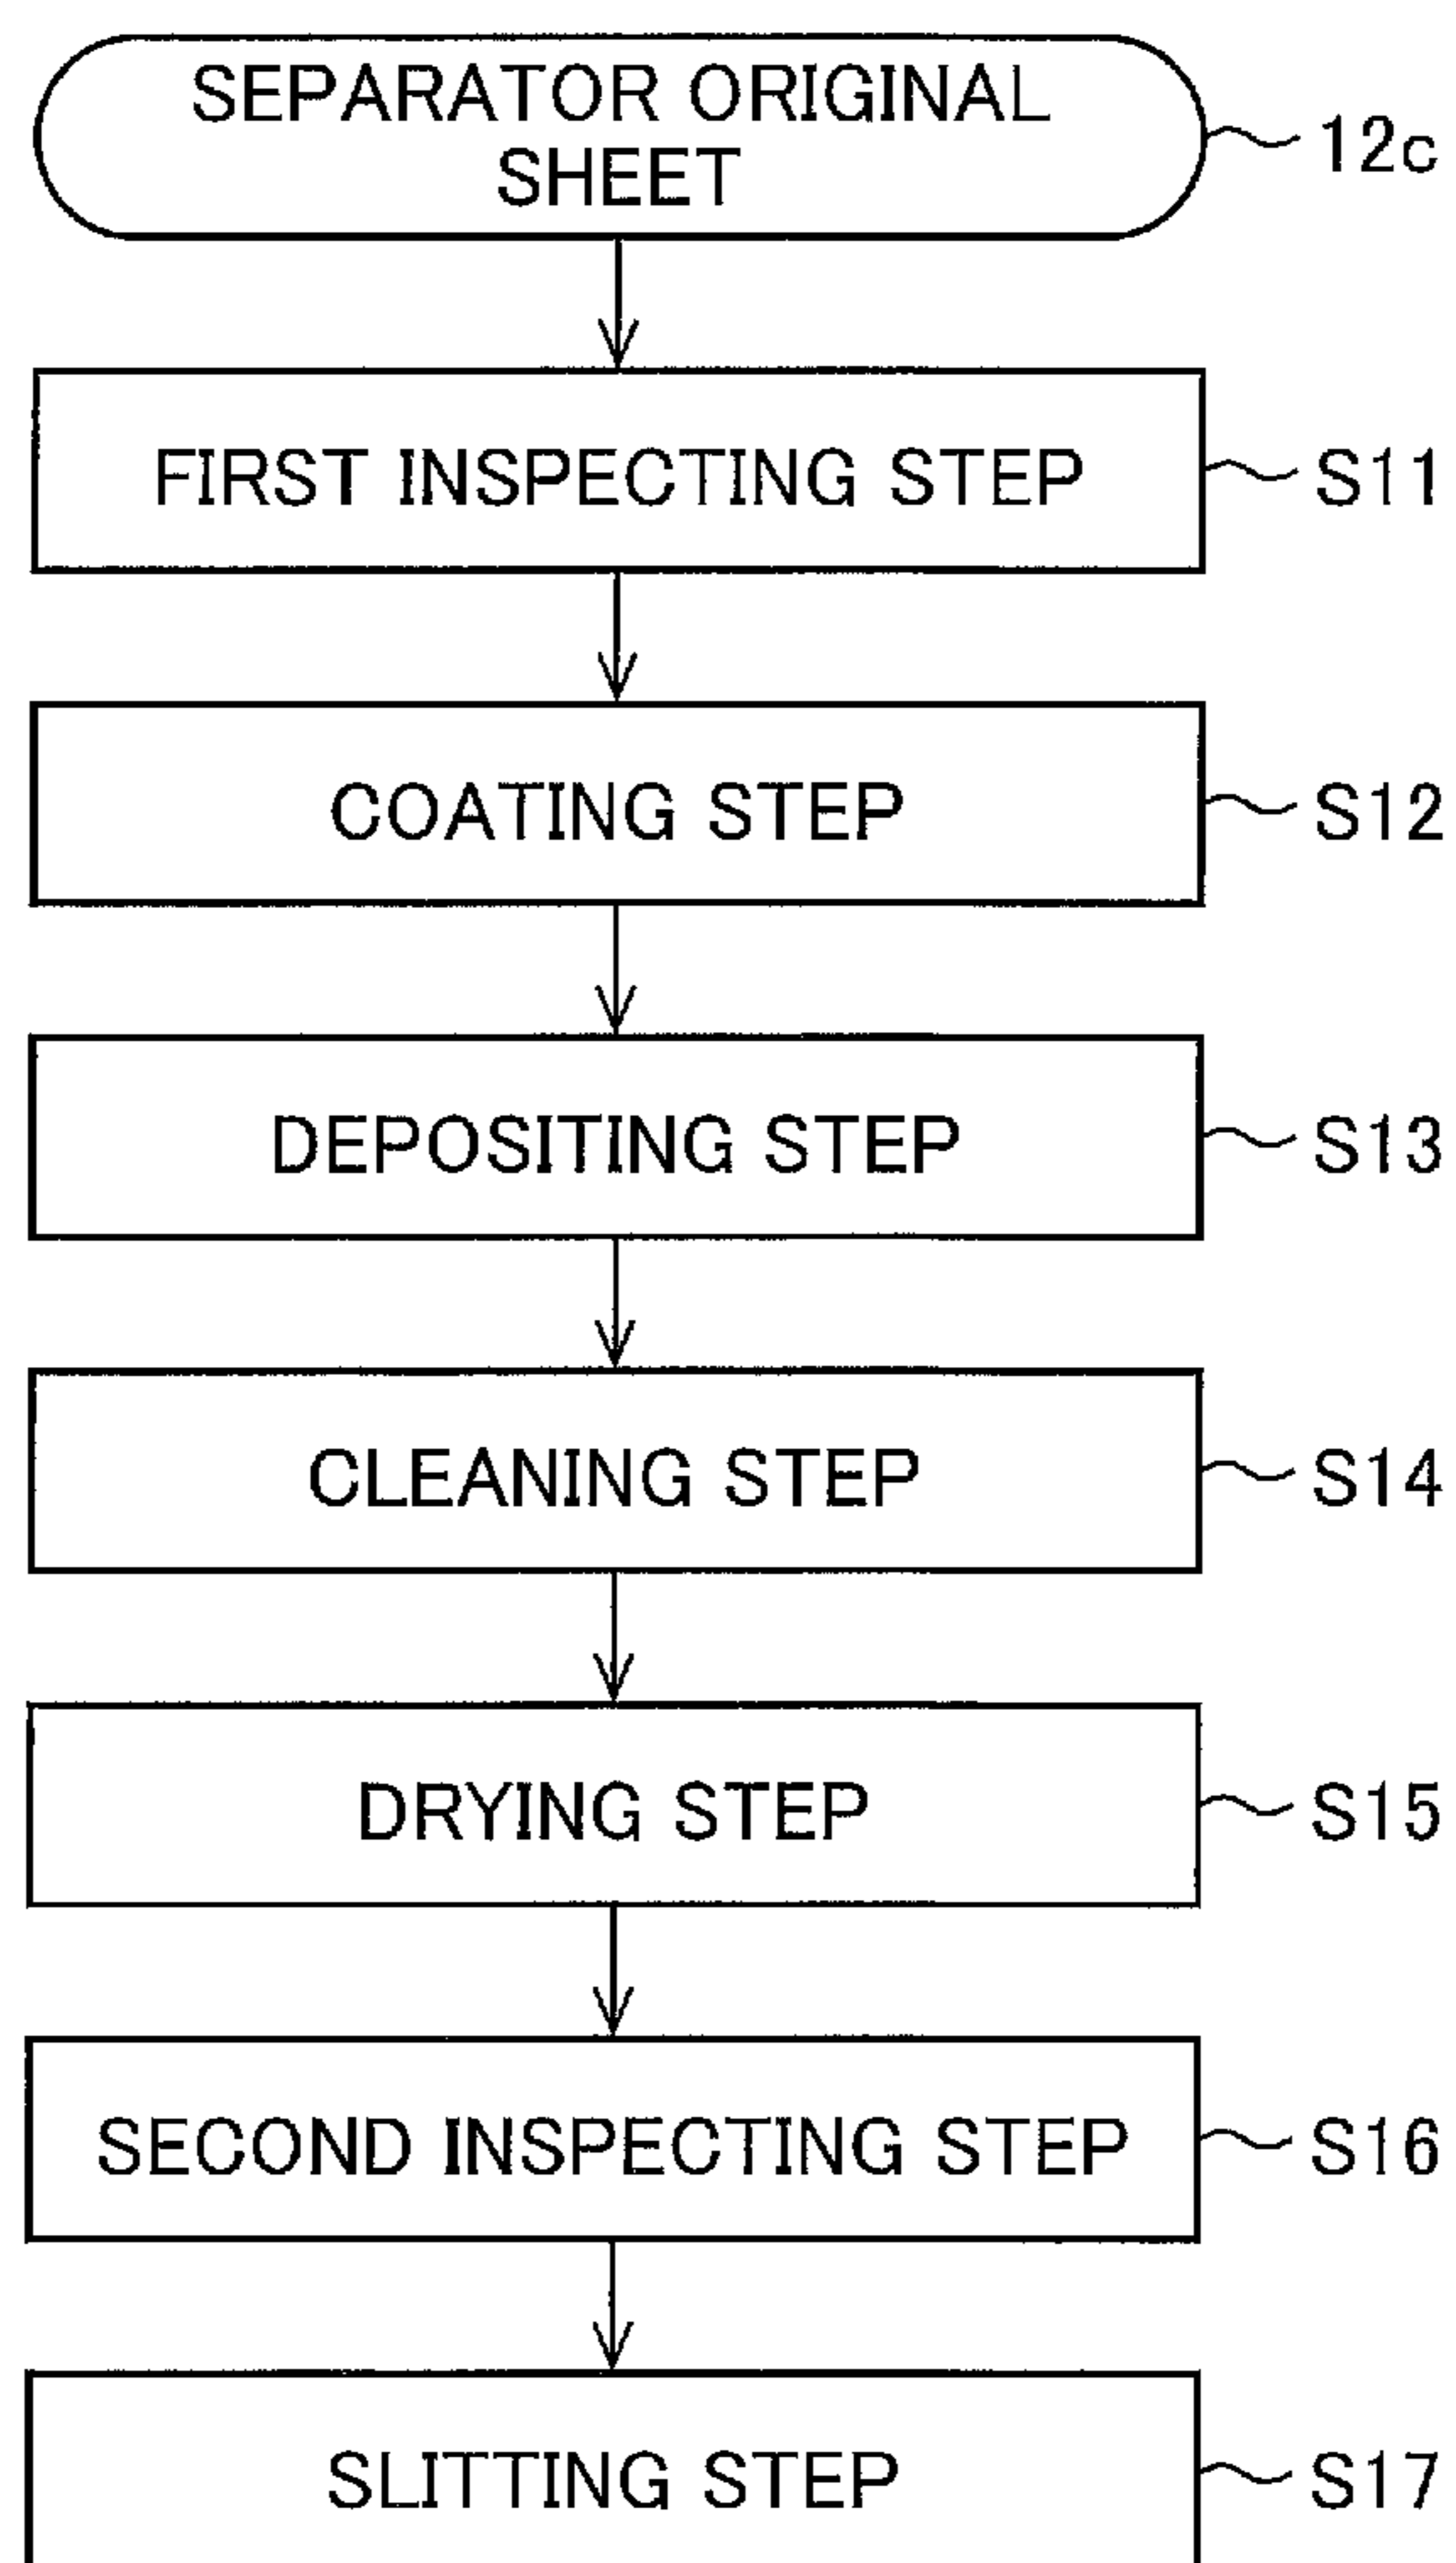 SEPARATOR ORIGINAL
SHEET
12c
FIRST INSPECTING STEP
S11
COATING STEP
S12
DEPOSITING STEP
S13
CLEANING STEP
S14
DRYING STEP
S15
SECOND INSPECTING STEP
S16
SLITTING STEP
S17